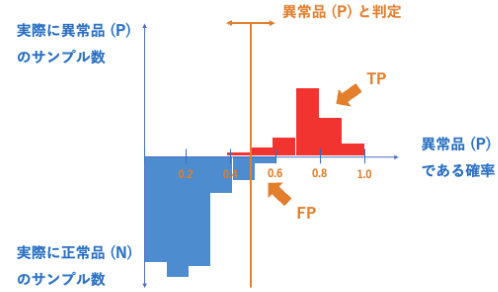 異常品 (P) と判定
実際に異常品 (P)
のサンプル数
TP
異常品 (P)
である確率
0.2
0.4
0.6
0.8
1.0
FP
実際に正常品 (N)
のサンプル数